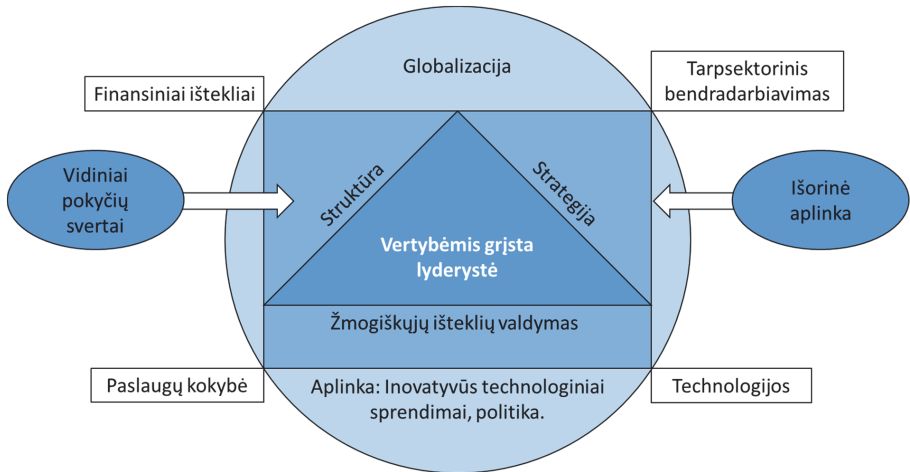 Globalizacija
Finansiniai ištekliai
Tarpsektorinis
bendradarbiavimas
Vidiniai
pokyčių
svertai
Struktūra
Strategija
Išorinė
aplinka
Vertybėmis grįsta
lyderystė
Žmogiškųjų išteklių valdymas
Paslaugų kokybė
Aplinka: Inovatyvūs technologiniai
sprendimai, politika.
Technologijos